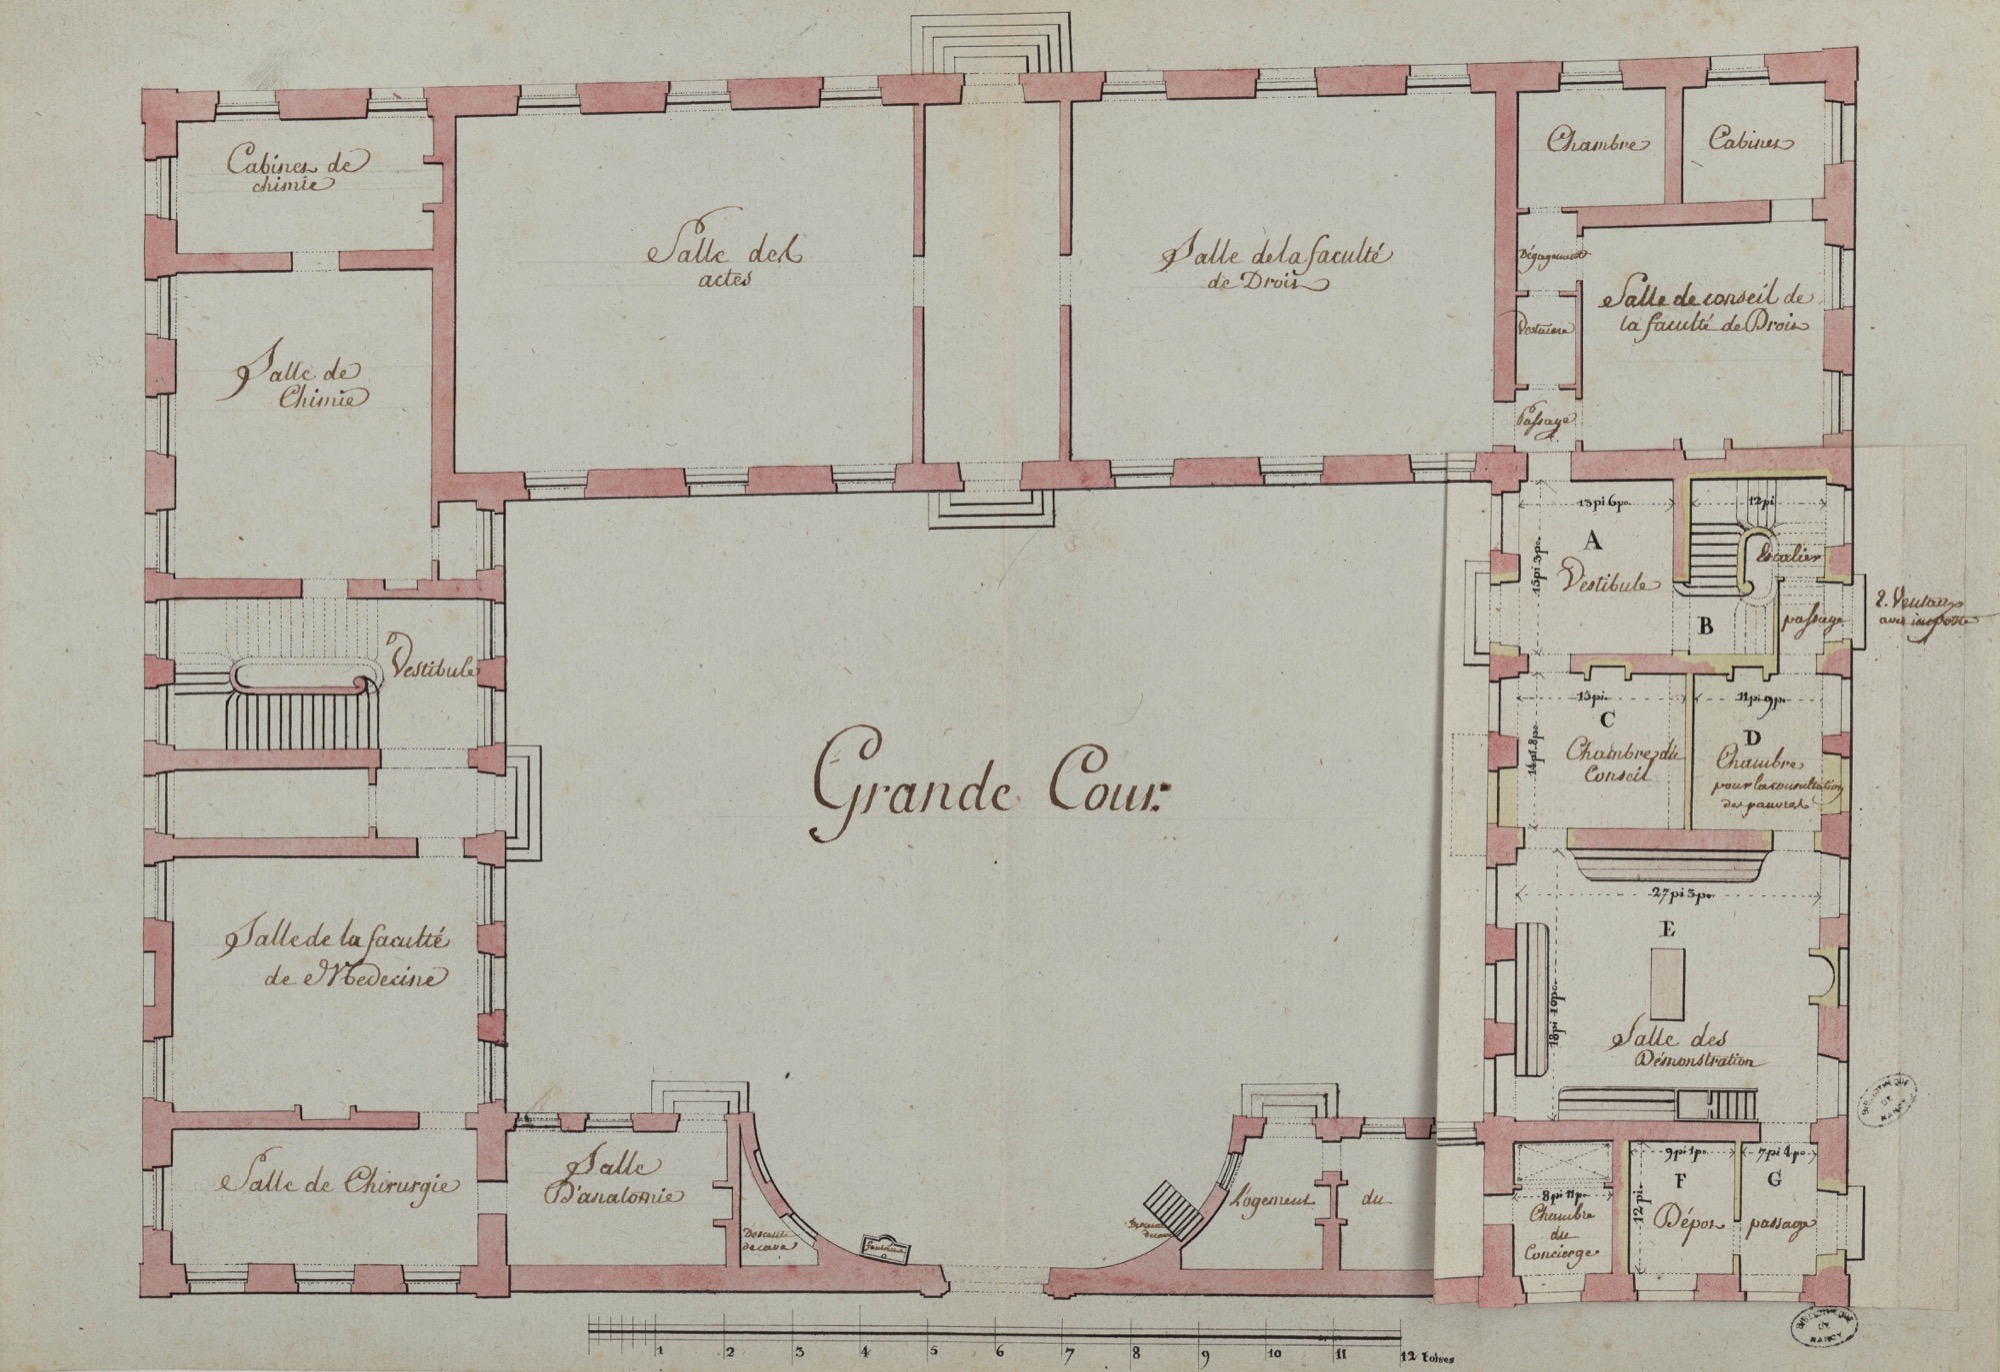 Cabinet de
chimie
Salle des
actes
Salle de la faculté
de Droit
Chambre
Cabinet
Dégagement
Vestiaire
Passage
Salle de conseil de
la faculté de Droit
Salle de
Chimie
Vestibule
Salle de la faculté
de Medecine
Salle de Chirurgie
Salle
D'anatomie
Descente
de cave
Grande Cour.
Logement
du
13 pi 6 po.
15 pi 3 po.
A
Vestibule
12 pi
Escalier
B
passage
2. Ventaux
avec imposte
13 pi.
14 pi. 8 po.
C
Chambre du
Conseil
11 pi 9 po.
D
Chambre
pour la consultation
des pauvres
27 pi 3 po.
18 pi 10 po.
E
Salle des
Démonstration
8 pi 11 po.
Chambre
du
Concierge
9 pi 1 po.
12 pi.
F
Dépot
7 pi 4 po
G
passage
BIBLIOTHEQUE
DE
NANCY
BIBLIOTHEQUE
DE
NANCY
1 2 3 4 5 6 7 8 9 10 11 12 toises